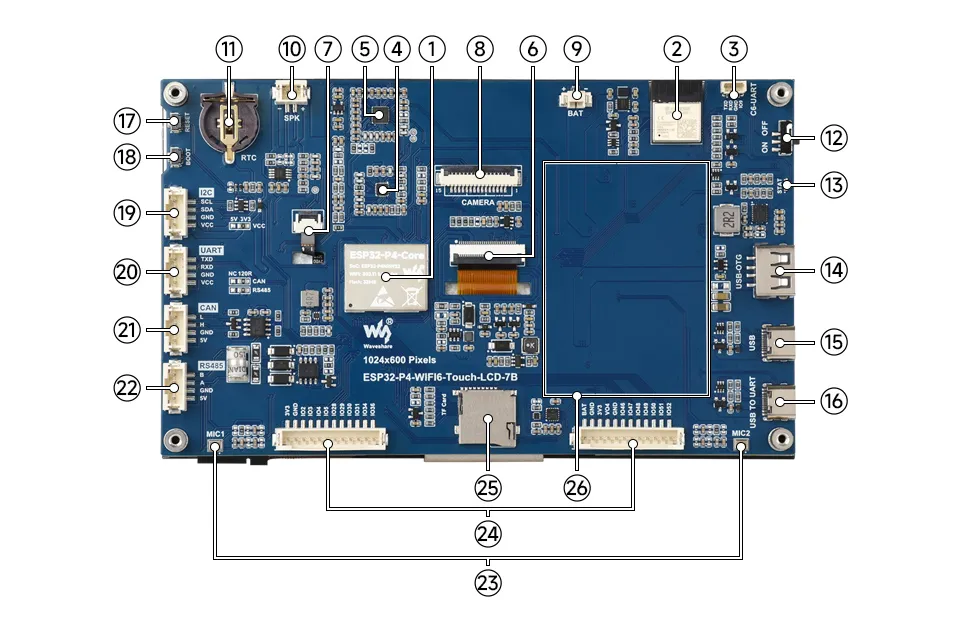 11
10
7
5
4
1
8
6
9
2
3
17
RESET
RTC
SPK
BAT
TXD
RXD
GND
IO9
C6-UART
ON OFF
12
18
BOOT
CAMERA
STAT
13
19
I2C
SCL
SDA
GND
VCC
5V 3V3
VCC
2R2
20
UART
TXD
RXD
GND
VCC
NC 120R
CAN
RS485
ESP32-P4-Core
USB-OTG
14
21
CAN
L
H
GND
5V
Waveshare
1024x600 Pixels
ESP32-P4-WIFI6-Touch-LCD-7B
USB
15
22
RS485
B
A
GND
5V
TF Card
USB TO UART
16
MIC1
MIC2
25
26
24
23